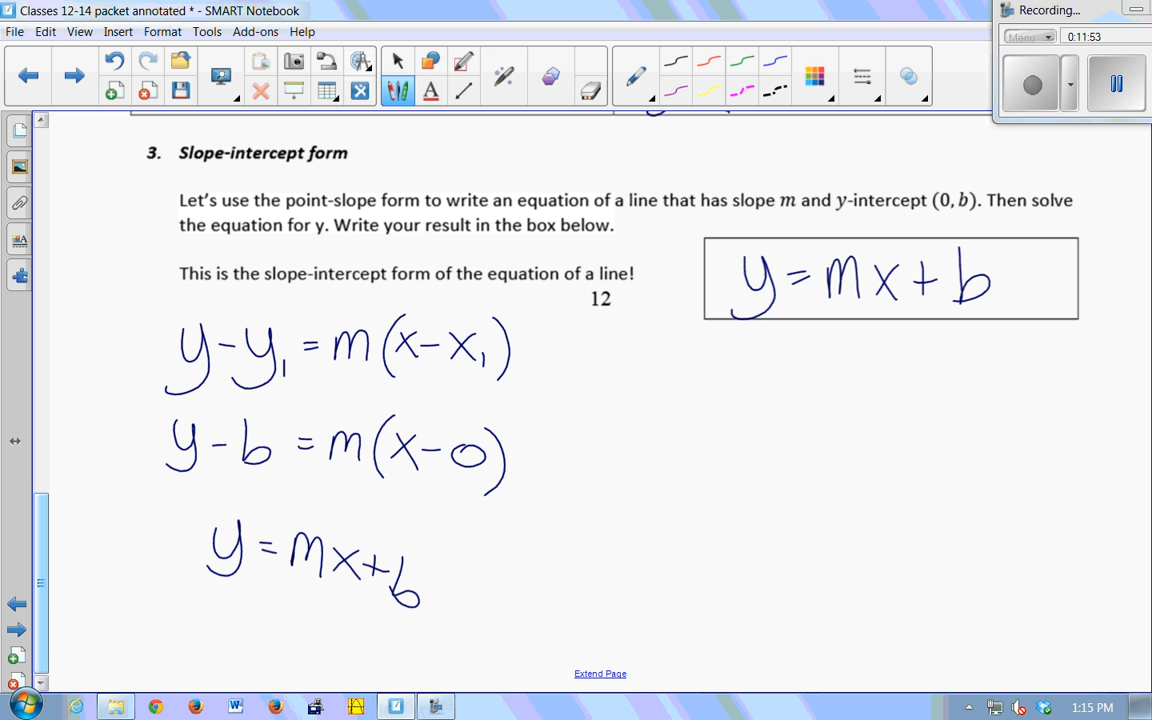 Classes 12-14 packet annotated * - SMART Notebook
Recording...
File Edit View Insert Format Tools Add-ons Help
Menu
0:11:53
3. Slope-intercept form
Let's use the point-slope form to write an equation of a line that has slope m and y-intercept (0, b). Then solve
the equation for y. Write your result in the box below.
This is the slope-intercept form of the equation of a line!
y = mx + b
12
y - y₁ = m(x - x₁)
y - b = m(x - 0)
y = mx + b
Extend Page
1:15 PM